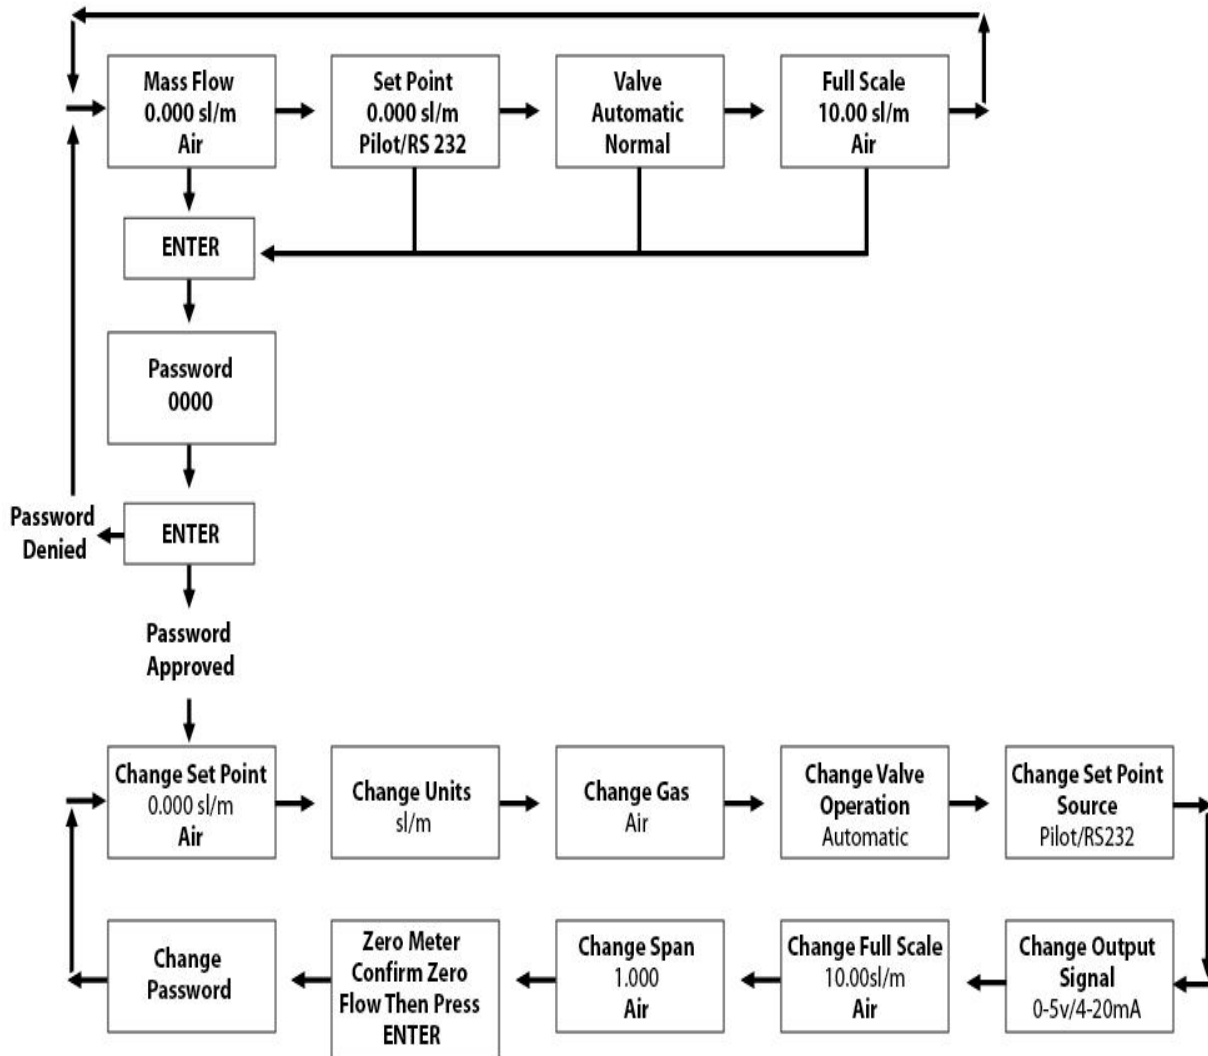 Mass Flow
0.000 sl/m
Air
Set Point
0.000 sl/m
Pilot/RS 232
Valve
Automatic
Normal
Full Scale
10.00 sl/m
Air
ENTER
Password
0000
Password
Denied
ENTER
Password
Approved
Change Set Point
0.000 sl/m
Air
Change Units
sl/m
Change Gas
Air
Change Valve
Operation
Automatic
Change Set Point
Source
Pilot/RS232
Change Output
Signal
0-5v/4-20mA
Change Full Scale
10.00sl/m
Air
Change Span
1.000
Air
Zero Meter
Confirm Zero
Flow Then Press
ENTER
Change
Password